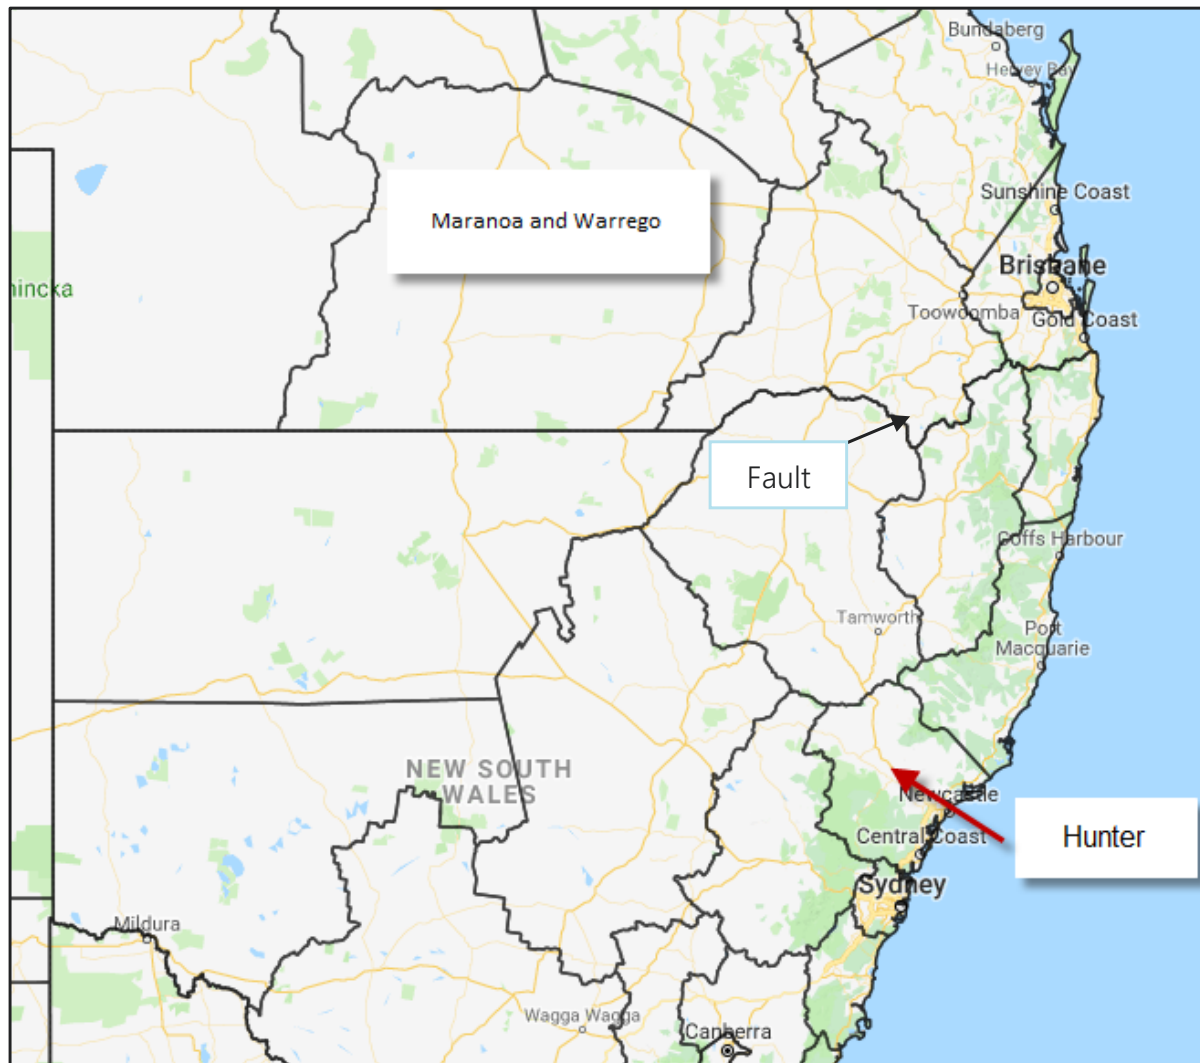 Bundaberg
Hervey Bay
Sunshine Coast
Maranoa and Warrego
Brisbane
hincka
Toowoomba
Gold Coast
Fault
Coffs Harbour
Tamworth
Port
Macquarie
NEW SOUTH
WALES
Newcastle
Central Coast
Hunter
Sydney
Mildura
Wagga Wagga
Canberra